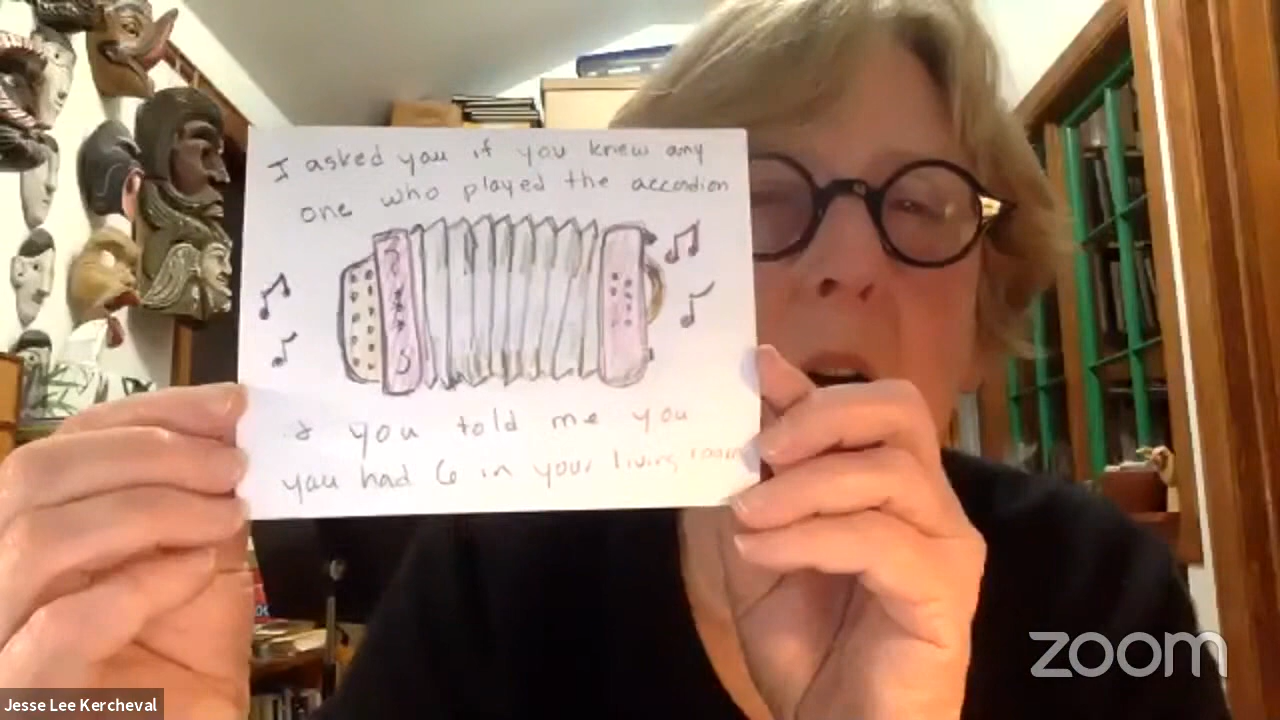 I asked you if you knew any
one who played the accordion
& you told me you
you had 6 in your living room
zoom
Jesse Lee Kercheval